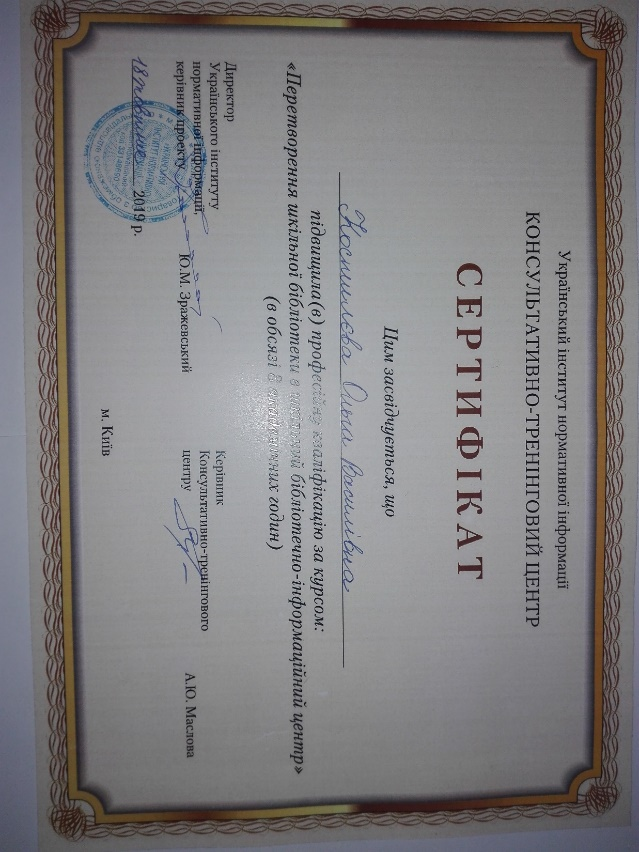 Український інститут нормативної інформації
КОНСУЛЬТАТИВНО-ТРЕНІНГОВИЙ ЦЕНТР
СЕРТИФІКАТ
Цим засвідчується, що
Василівна
підвищила(в) професійну кваліфікацію за курсом:
«Перетворення шкільної бібліотеки в шкільний бібліотечно-інформаційний центр»
(в обсязі 8 академічних годин)
Директор
Українського інституту
нормативної інформації,
керівник проекту
Ю.М. Зражевський
Керівник
Консультативно-тренінгового
центру
А.Ю. Маслова
18 2019 р.
м. Київ